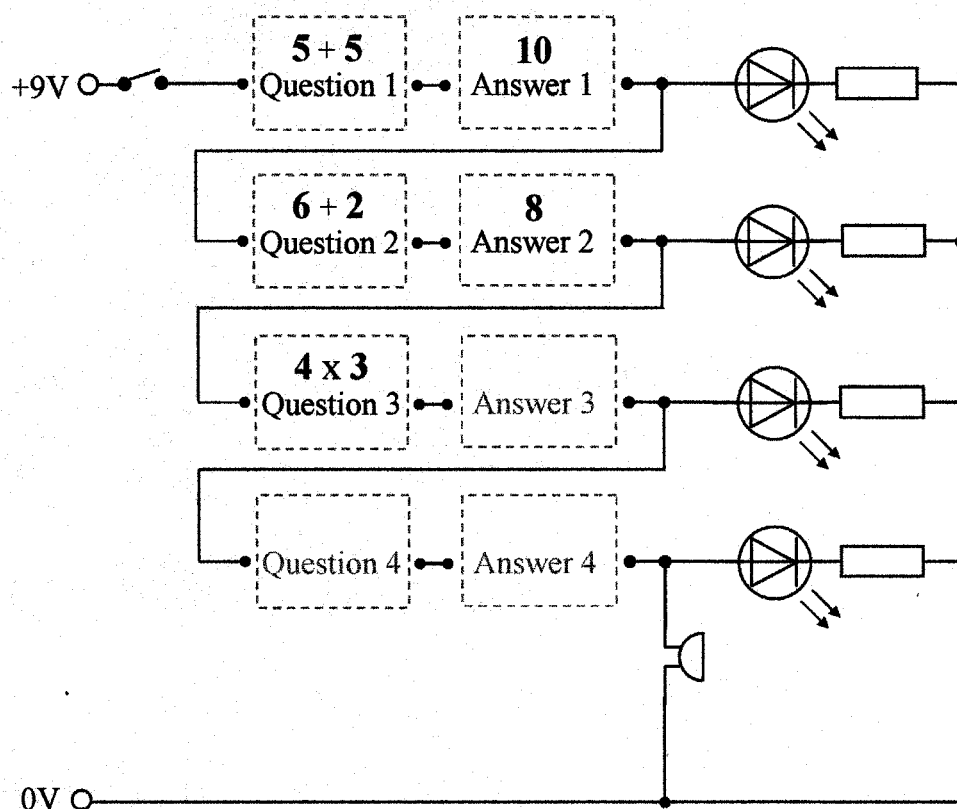 5 + 5 10
+9V Question 1 Answer 1
6 + 2 8
Question 2 Answer 2
4 x 3
Question 3 Answer 3
Question 4 Answer 4
0V